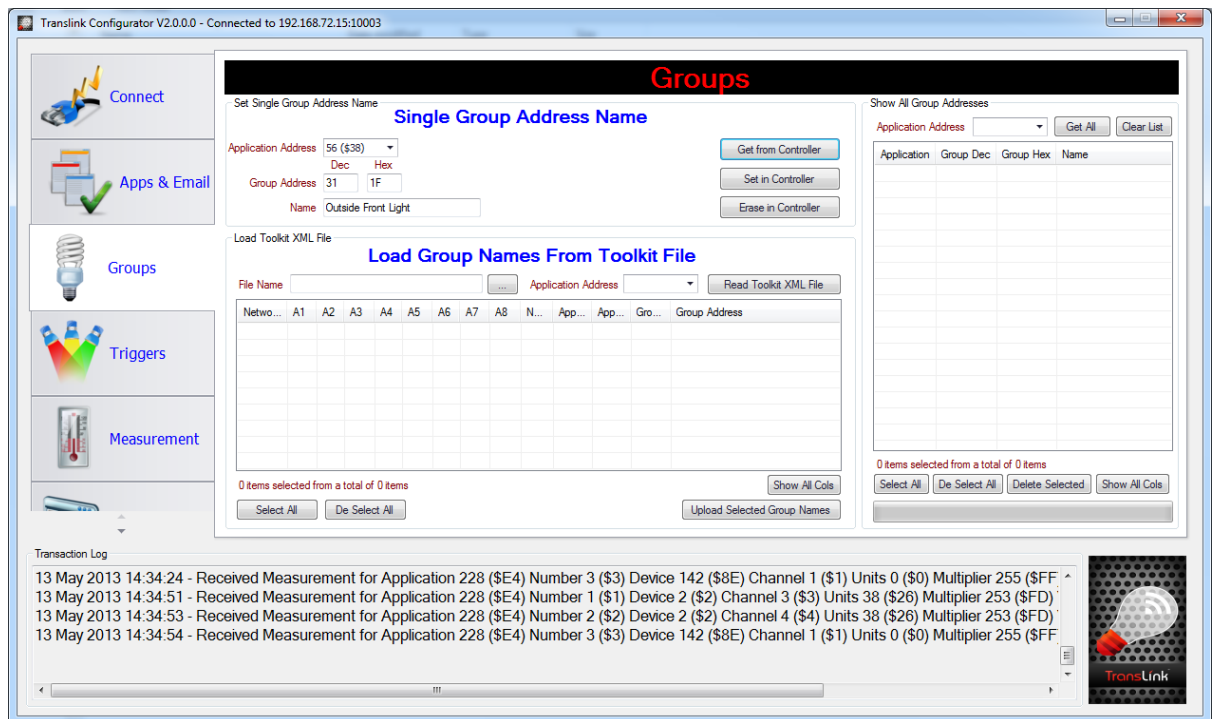 Translink Configurator V2.0.0.0 - Connected to 192.168.72.15:10003
Connect
Apps & Email
Groups
Triggers
Measurement
Groups
Set Single Group Address Name
Single Group Address Name
Application Address 56 ($38)
Dec Hex
Group Address 31 1F
Name Outside Front Light
Get from Controller
Set in Controller
Erase in Controller
Load Toolkit XML File
Load Group Names From Toolkit File
File Name ... Application Address Read Toolkit XML File
Netwo... A1 A2 A3 A4 A5 A6 A7 A8 N... App... App... Gro... Group Address
0 items selected from a total of 0 items
Show All Cols
Select All De Select All Upload Selected Group Names
Show All Group Addresses
Application Address Get All Clear List
Application Group Dec Group Hex Name
0 items selected from a total of 0 items
Select All De Select All Delete Selected Show All Cols
Transaction Log
13 May 2013 14:34:24 - Received Measurement for Application 228 ($E4) Number 3 ($3) Device 142 ($8E) Channel 1 ($1) Units 0 ($0) Multiplier 255 ($FF
13 May 2013 14:34:51 - Received Measurement for Application 228 ($E4) Number 1 ($1) Device 2 ($2) Channel 3 ($3) Units 38 ($26) Multiplier 253 ($FD)
13 May 2013 14:34:53 - Received Measurement for Application 228 ($E4) Number 2 ($2) Device 2 ($2) Channel 4 ($4) Units 38 ($26) Multiplier 253 ($FD)
13 May 2013 14:34:54 - Received Measurement for Application 228 ($E4) Number 3 ($3) Device 142 ($8E) Channel 1 ($1) Units 0 ($0) Multiplier 255 ($FF
TransLink